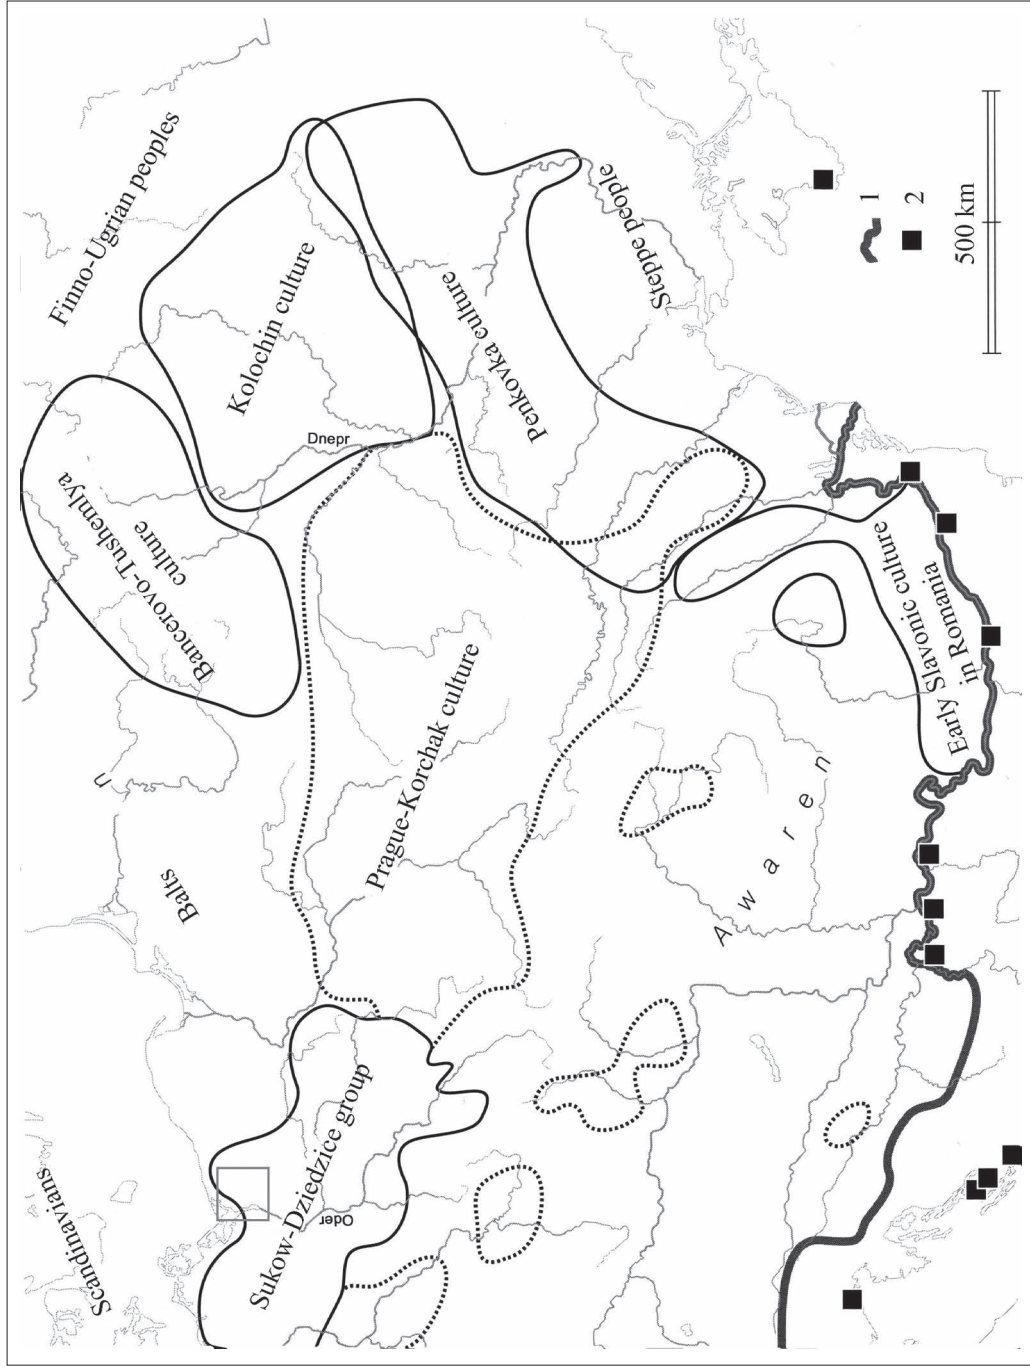 Scandinavians
Balts
Finno-Ugrian peoples
Bancerovo-Tushemlya
culture
Kolochin culture
Dnepr
Sukow-Dziedzice group
Oder
Prague-Korchak culture
Penkovka culture
Steppe people
Awaren
Early Slavonic culture
in Romania
1
2
500 km